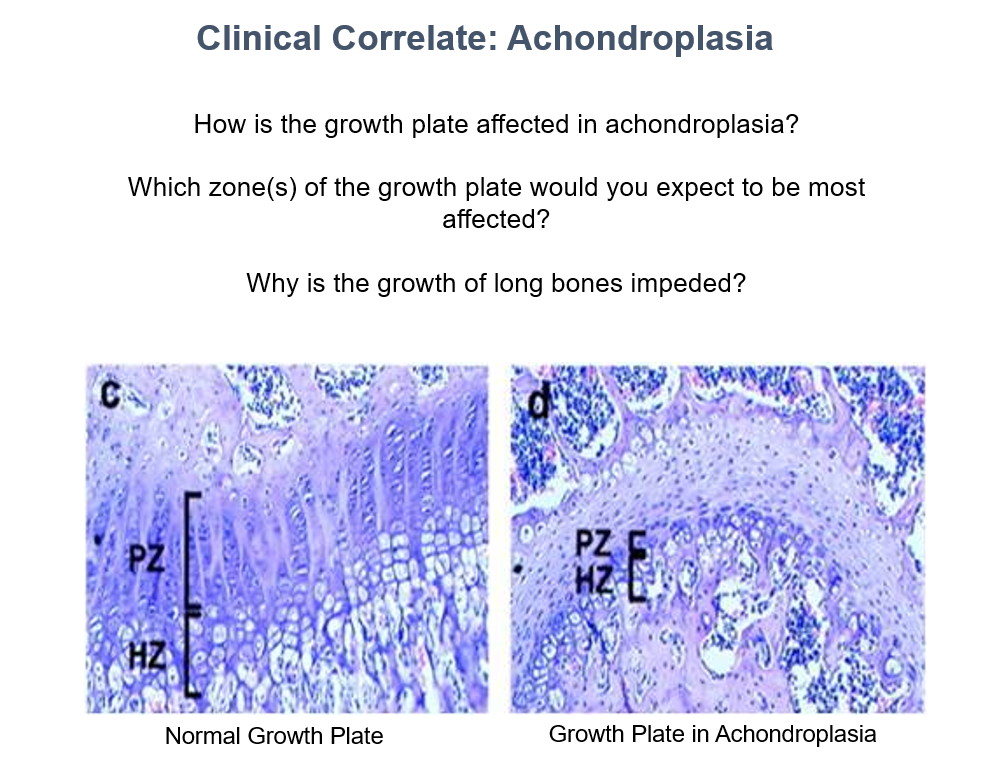 Clinical Correlate: Achondroplasia
How is the growth plate affected in achondroplasia?
Which zone(s) of the growth plate would you expect to be most
affected?
Why is the growth of long bones impeded?
c
PZ
HZ
d
PZ
HZ
Normal Growth Plate
Growth Plate in Achondroplasia